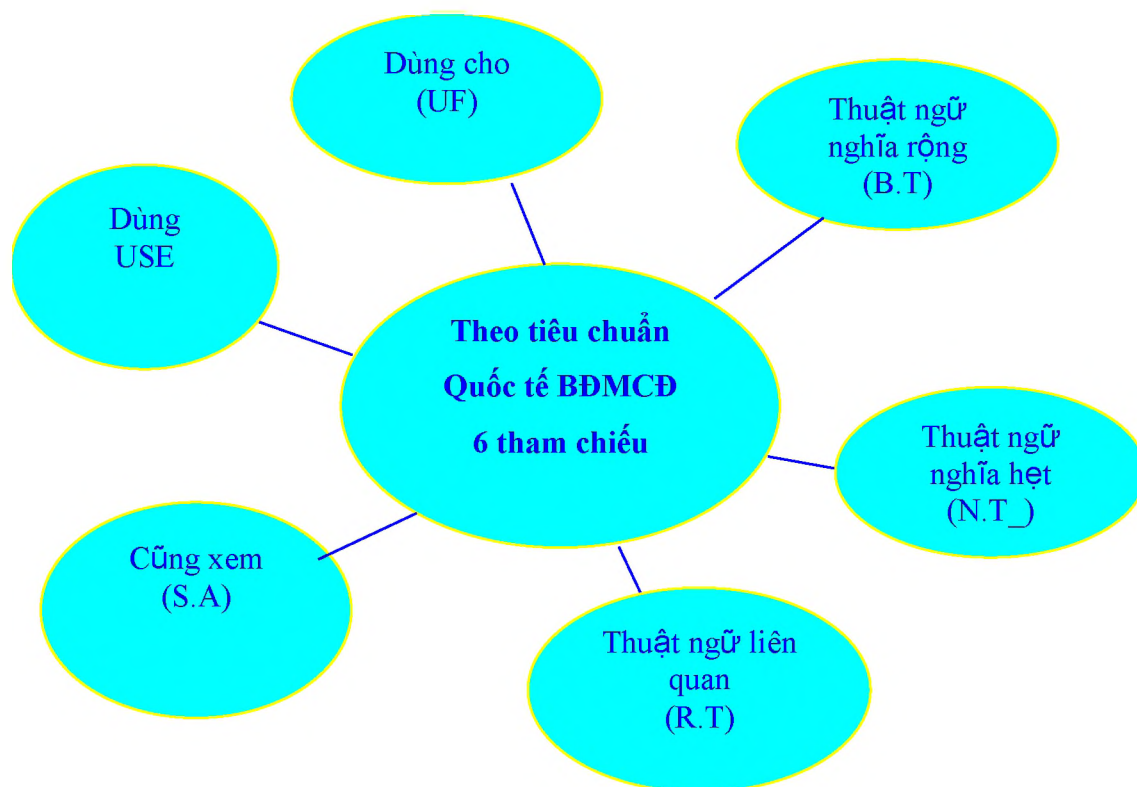 Dùng cho
(UF)
Thuật ngữ
nghĩa rộng
(B.T)
Dùng
USE
Theo tiêu chuẩn
Quốc tế BĐMCĐ
6 tham chiếu
Thuật ngữ
nghĩa hẹt
(N.T_)
Cũng xem
(S.A)
Thuật ngữ liên
quan
(R.T)